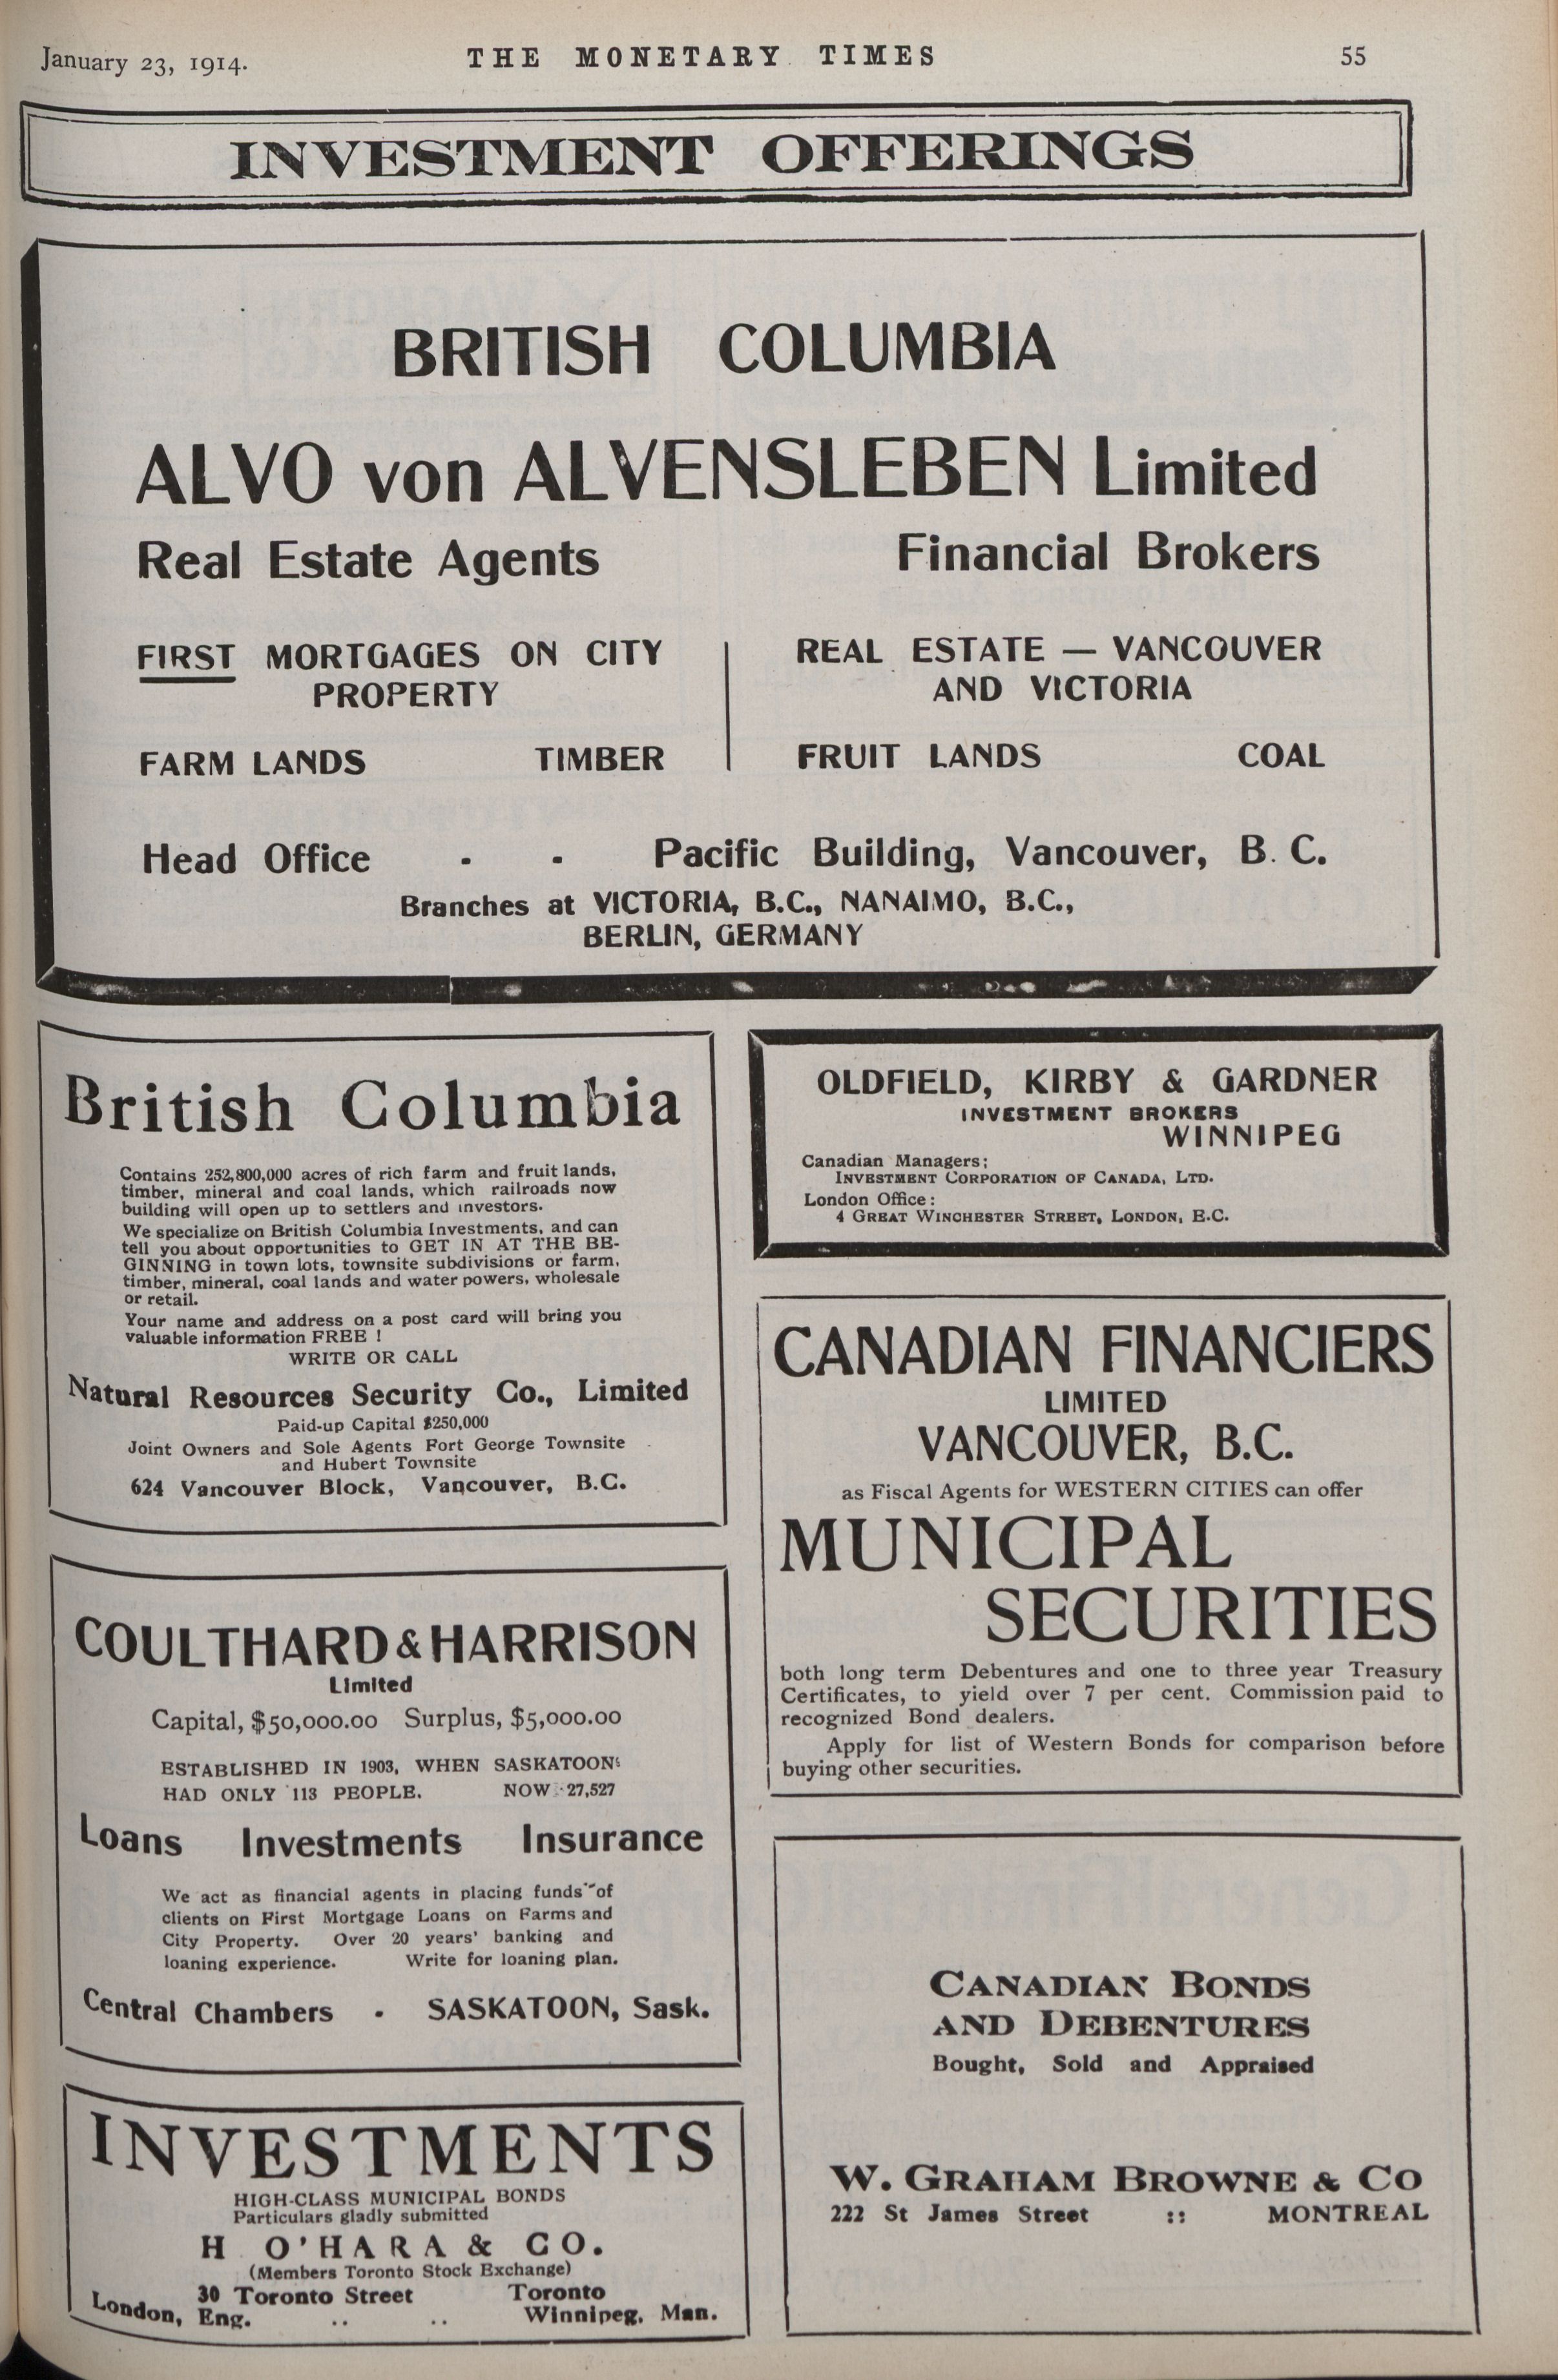 January 23, 1914.
THE MONETARY TIMES
55
INVESTMENT OFFERINGS
BRITISH COLUMBIA
ALVO von ALVENSLEBEN Limited
Real Estate Agents
Financial Brokers
FIRST MORTGAGES ON CITY
PROPERTY
FARM LANDS TIMBER
REAL ESTATE — VANCOUVER
AND VICTORIA
FRUIT LANDS COAL
Head Office - - Pacific Building, Vancouver, B. C.
Branches at VICTORIA, B.C., NANAIMO, B.C.,
BERLIN, GERMANY
British Columbia
Contains 252,800,000 acres of rich farm and fruit lands,
timber, mineral and coal lands, which railroads now
building will open up to settlers and investors.
We specialize on British Columbia Investments, and can
tell you about opportunities to GET IN AT THE BE-
GINNING in town lots, townsite subdivisions or farm,
timber, mineral, coal lands and water powers, wholesale
or retail.
Your name and address on a post card will bring you
valuable information FREE !
WRITE OR CALL
Natural Resources Security Co., Limited
Paid-up Capital $250,000
Joint Owners and Sole Agents Fort George Townsite
and Hubert Townsite
624 Vancouver Block, Vancouver, B.C.
COULTHARD & HARRISON
Limited
Capital, $50,000.00 Surplus, $5,000.00
ESTABLISHED IN 1903, WHEN SASKATOON
HAD ONLY 113 PEOPLE. NOW 27,527
Loans Investments Insurance
We act as financial agents in placing funds of
clients on First Mortgage Loans on Farms and
City Property. Over 20 years' banking and
loaning experience. Write for loaning plan.
Central Chambers - SASKATOON, Sask.
INVESTMENTS
HIGH-CLASS MUNICIPAL BONDS
Particulars gladly submitted
H O'HARA & CO.
(Members Toronto Stock Exchange)
30 Toronto Street Toronto
London, Eng. .. .. Winnipeg, Man.
OLDFIELD, KIRBY & GARDNER
INVESTMENT BROKERS
WINNIPEG
Canadian Managers;
INVESTMENT CORPORATION OF CANADA, LTD.
London Office:
4 GREAT WINCHESTER STREET, LONDON, E.C.
CANADIAN FINANCIERS
LIMITED
VANCOUVER, B.C.
as Fiscal Agents for WESTERN CITIES can offer
MUNICIPAL
SECURITIES
both long term Debentures and one to three year Treasury
Certificates, to yield over 7 per cent. Commission paid to
recognized Bond dealers.
Apply for list of Western Bonds for comparison before
buying other securities.
CANADIAN BONDS
AND DEBENTURES
Bought, Sold and Appraised
W. GRAHAM BROWNE & CO
222 St James Street :: MONTREAL